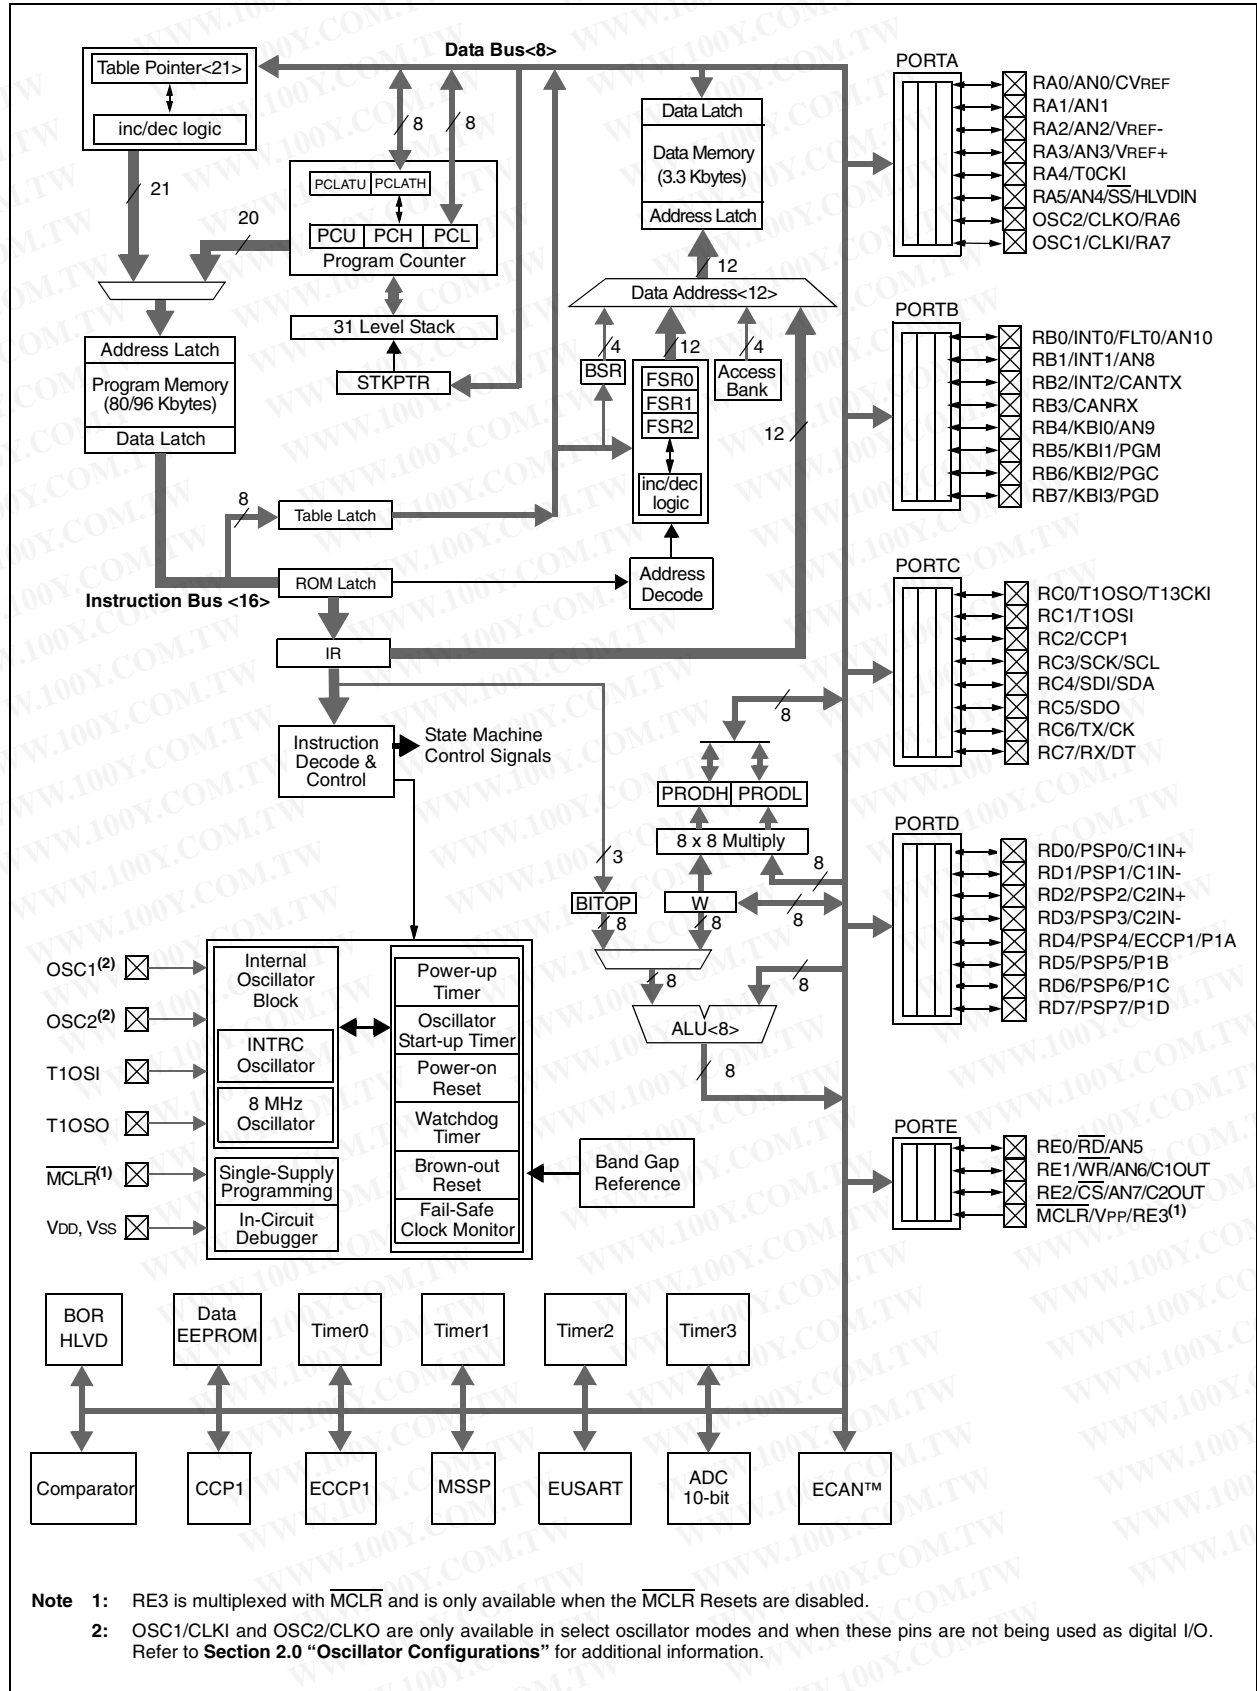 Data Bus<8>
Table Pointer<21>
inc/dec logic
21
20
8
8
PCLATU
PCLATH
PCU
PCH
PCL
Program Counter
31 Level Stack
STKPTR
Address Latch
Program Memory
(80/96 Kbytes)
Data Latch
8
Table Latch
ROM Latch
Instruction Bus <16>
IR
Data Latch
Data Memory
(3.3 Kbytes)
Address Latch
12
Data Address<12>
4
12
4
BSR
FSR0
FSR1
FSR2
inc/dec
logic
Access
Bank
12
Address
Decode
Instruction
Decode &
Control
State Machine
Control Signals
8
PRODH
PRODL
8 x 8 Multiply
3
8
BITOP
W
8
8
8
8
8
ALU<8>
8
OSC1(2)
OSC2(2)
T1OSI
T1OSO
MCLR(1)
VDD, VSS
Internal
Oscillator
Block
INTRC
Oscillator
8 MHz
Oscillator
Single-Supply
Programming
In-Circuit
Debugger
Power-up
Timer
Oscillator
Start-up Timer
Power-on
Reset
Watchdog
Timer
Brown-out
Reset
Fail-Safe
Clock Monitor
Band Gap
Reference
PORTA
RA0/AN0/CVREF
RA1/AN1
RA2/AN2/VREF-
RA3/AN3/VREF+
RA4/T0CKI
RA5/AN4/SS/HLVDIN
OSC2/CLKO/RA6
OSC1/CLKI/RA7
PORTB
RB0/INT0/FLT0/AN10
RB1/INT1/AN8
RB2/INT2/CANTX
RB3/CANRX
RB4/KBI0/AN9
RB5/KBI1/PGM
RB6/KBI2/PGC
RB7/KBI3/PGD
PORTC
RC0/T1OSO/T13CKI
RC1/T1OSI
RC2/CCP1
RC3/SCK/SCL
RC4/SDI/SDA
RC5/SDO
RC6/TX/CK
RC7/RX/DT
PORTD
RD0/PSP0/C1IN+
RD1/PSP1/C1IN-
RD2/PSP2/C2IN+
RD3/PSP3/C2IN-
RD4/PSP4/ECCP1/P1A
RD5/PSP5/P1B
RD6/PSP6/P1C
RD7/PSP7/P1D
PORTE
RE0/RD/AN5
RE1/WR/AN6/C1OUT
RE2/CS/AN7/C2OUT
MCLR/VPP/RE3(1)
BOR
HLVD
Data
EEPROM
Timer0
Timer1
Timer2
Timer3
Comparator
CCP1
ECCP1
MSSP
EUSART
ADC
10-bit
ECAN™
Note 1: RE3 is multiplexed with MCLR and is only available when the MCLR Resets are disabled.
2: OSC1/CLKI and OSC2/CLKO are only available in select oscillator modes and when these pins are not being used as digital I/O.
Refer to Section 2.0 “Oscillator Configurations” for additional information.
WWW.100Y.COM.TW